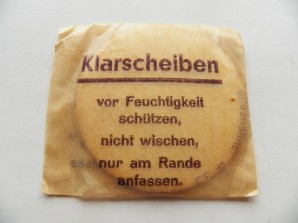 Klarscheiben
vor Feuchtigkeit
schützen,
nicht wischen,
nur am Rande
anfassen.